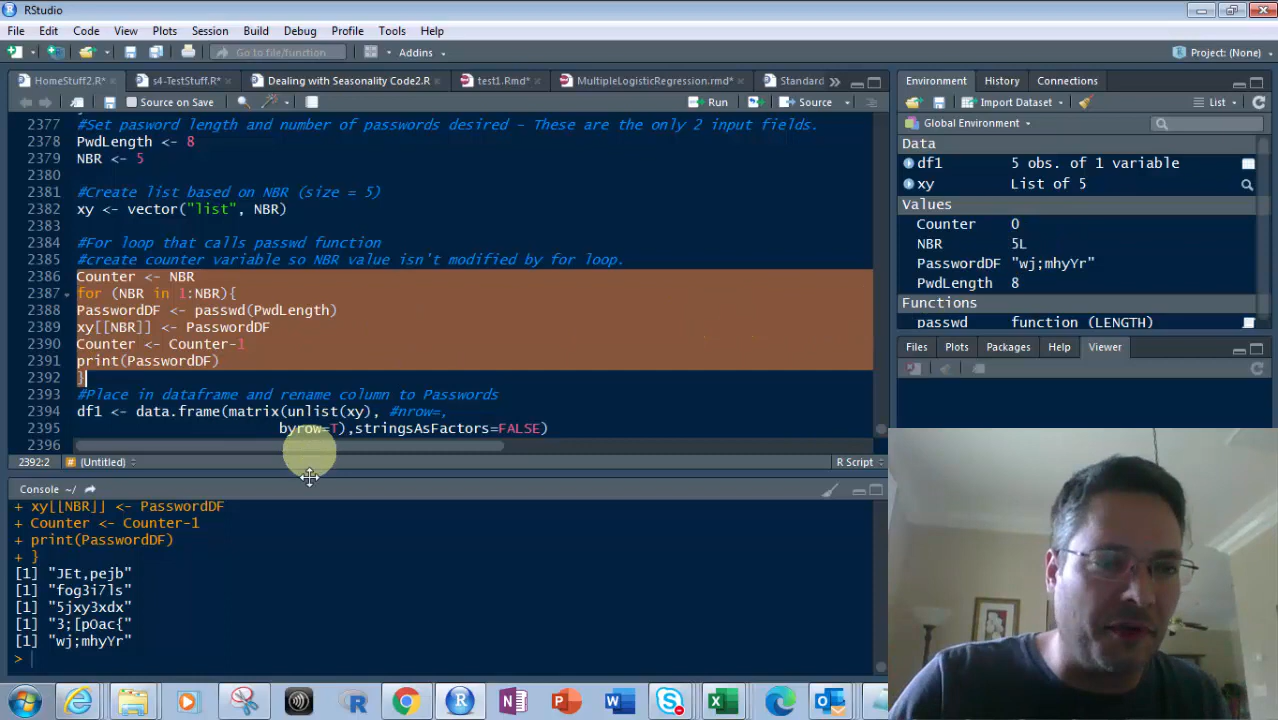 RStudio
File Edit Code View Plots Session Build Debug Profile Tools Help
Go to file/function Addins Project: (None)
HomeStuff2.R* s4-TestStuff.R* Dealing with Seasonality Code2.R test1.Rmd* MultipleLogisticRegression.rmd* Standard
Source on Save Run Source
2377 #Set pasword length and number of passwords desired - These are the only 2 input fields.
2378 PwdLength <- 8
2379 NBR <- 5
2380
2381 #Create list based on NBR (size = 5)
2382 xy <- vector("list", NBR)
2383
2384 #For loop that calls passwd function
2385 #create counter variable so NBR value isn't modified by for loop.
2386 Counter <- NBR
2387 for (NBR in 1:NBR){
2388 PasswordDF <- passwd(PwdLength)
2389 xy[[NBR]] <- PasswordDF
2390 Counter <- Counter-1
2391 print(PasswordDF)
2392 }
2393 #Place in dataframe and rename column to Passwords
2394 df1 <- data.frame(matrix(unlist(xy), #nrow=,
2395 byrow=T),stringsAsFactors=FALSE)
2396
2392:2 # (Untitled) R Script
Console ~/
+ xy[[NBR]] <- PasswordDF
+ Counter <- Counter-1
+ print(PasswordDF)
+ }
[1] "JEt,pejb"
[1] "fog3i7ls"
[1] "5jxy3xdx"
[1] "3;[pOac{"
[1] "wj;mhyYr"
>
Environment History Connections
Import Dataset List
Global Environment
Data
df1 5 obs. of 1 variable
xy List of 5
Values
Counter 0
NBR 5L
PasswordDF "wj;mhyYr"
PwdLength 8
Functions
passwd function (LENGTH)
Files Plots Packages Help Viewer